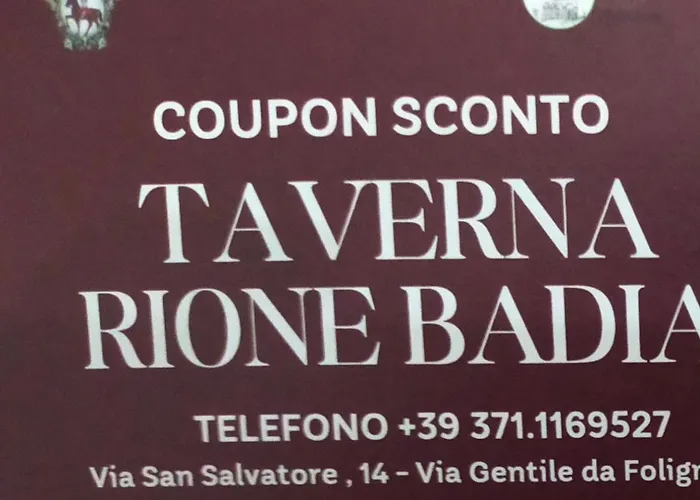 COUPON SCONTO
TAVERNA
RIONE BADIA
TELEFONO +39 371.1169527
Via San Salvatore , 14 - Via Gentile da